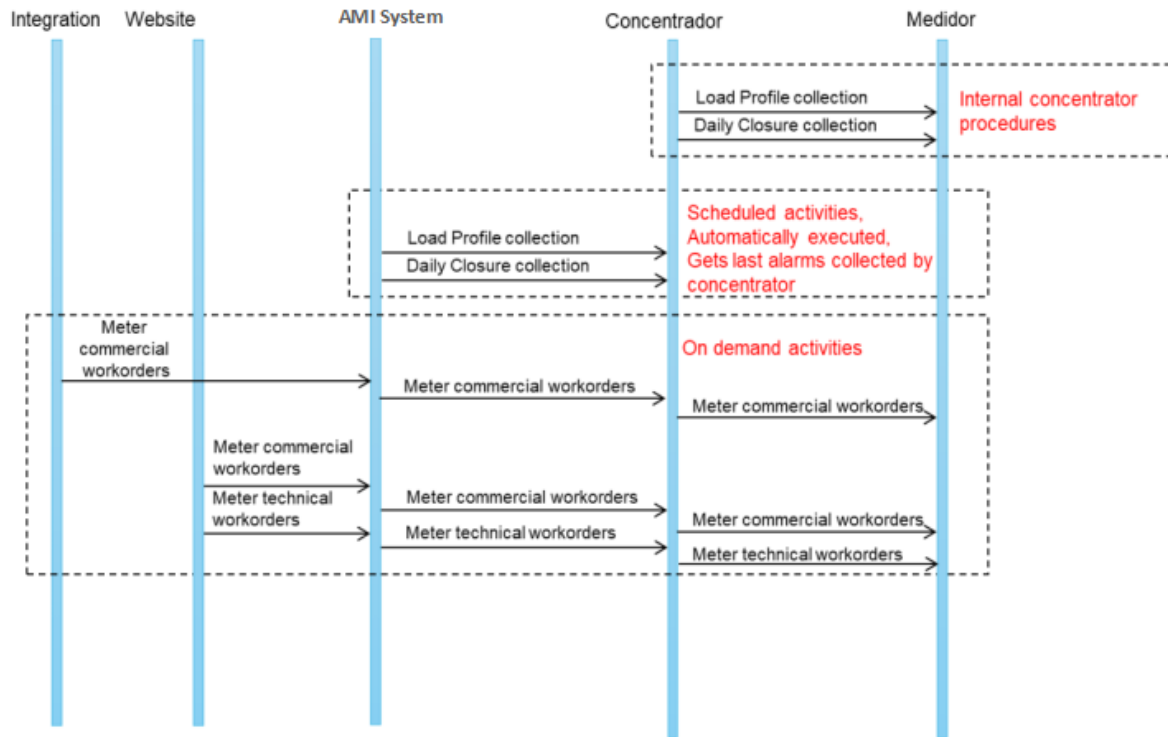 Integration
Website
AMI System
Concentrador
Medidor
Load Profile collection
Daily Closure collection
Internal concentrator
procedures
Load Profile collection
Daily Closure collection
Scheduled activities,
Automatically executed,
Gets last alarms collected by
concentrator
Meter
commercial
workorders
On demand activities
Meter commercial workorders
Meter commercial workorders
Meter commercial
workorders
Meter technical
workorders
Meter commercial workorders
Meter technical workorders
Meter commercial workorders
Meter technical workorders